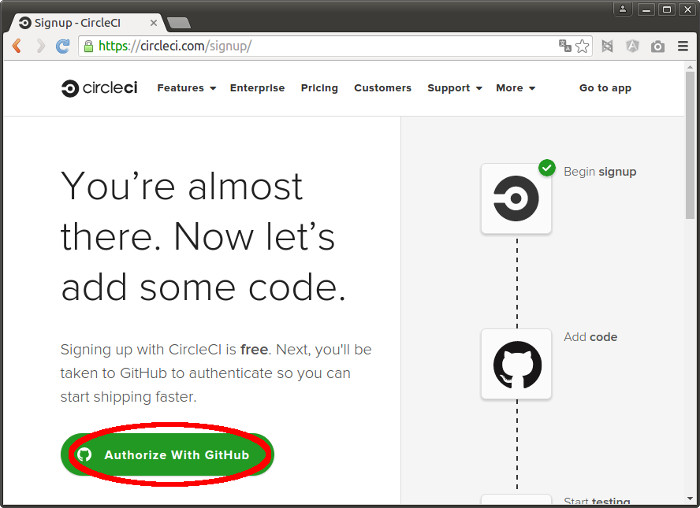 Signup - CircleCI
https://circleci.com/signup/
circleci Features Enterprise Pricing Customers Support More Go to app
You're almost
there. Now let's
add some code.
Signing up with CircleCI is free. Next, you'll be
taken to GitHub to authenticate so you can
start shipping faster.
Authorize With GitHub
Begin signup
Add code
Start testing